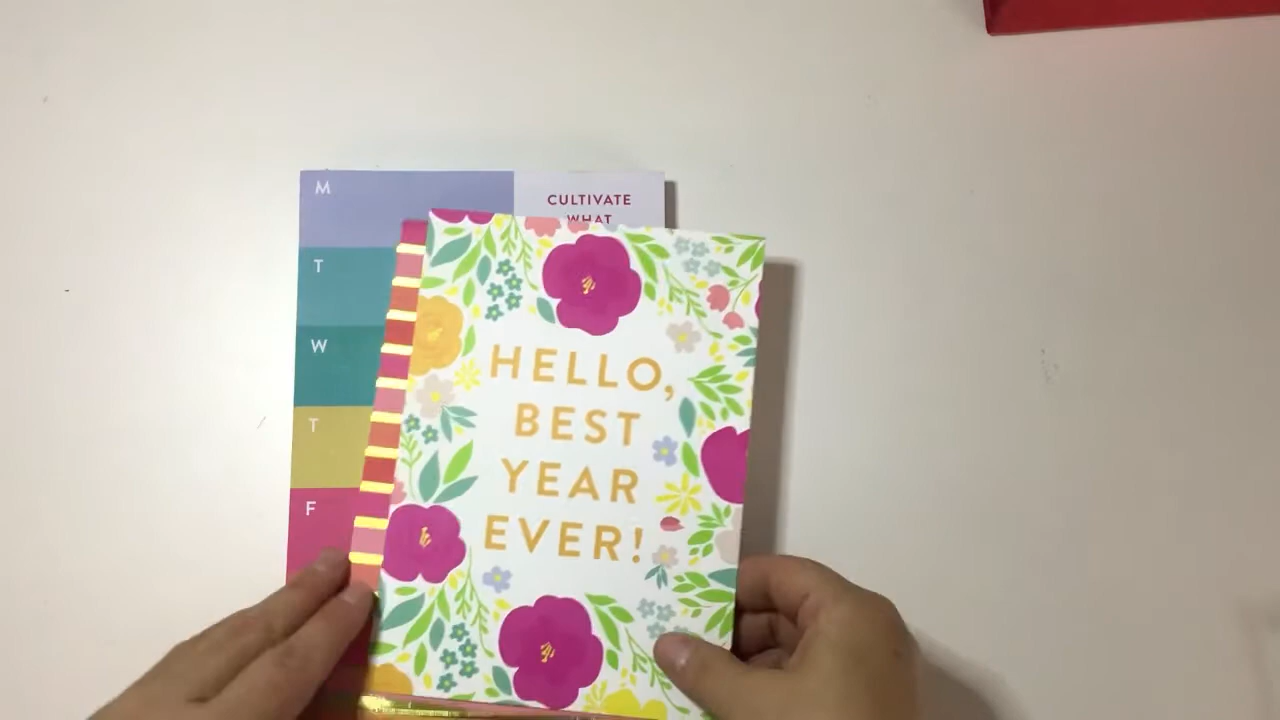 M
CULTIVATE
WHAT
T
W
T
F
HELLO,
BEST
YEAR
EVER!